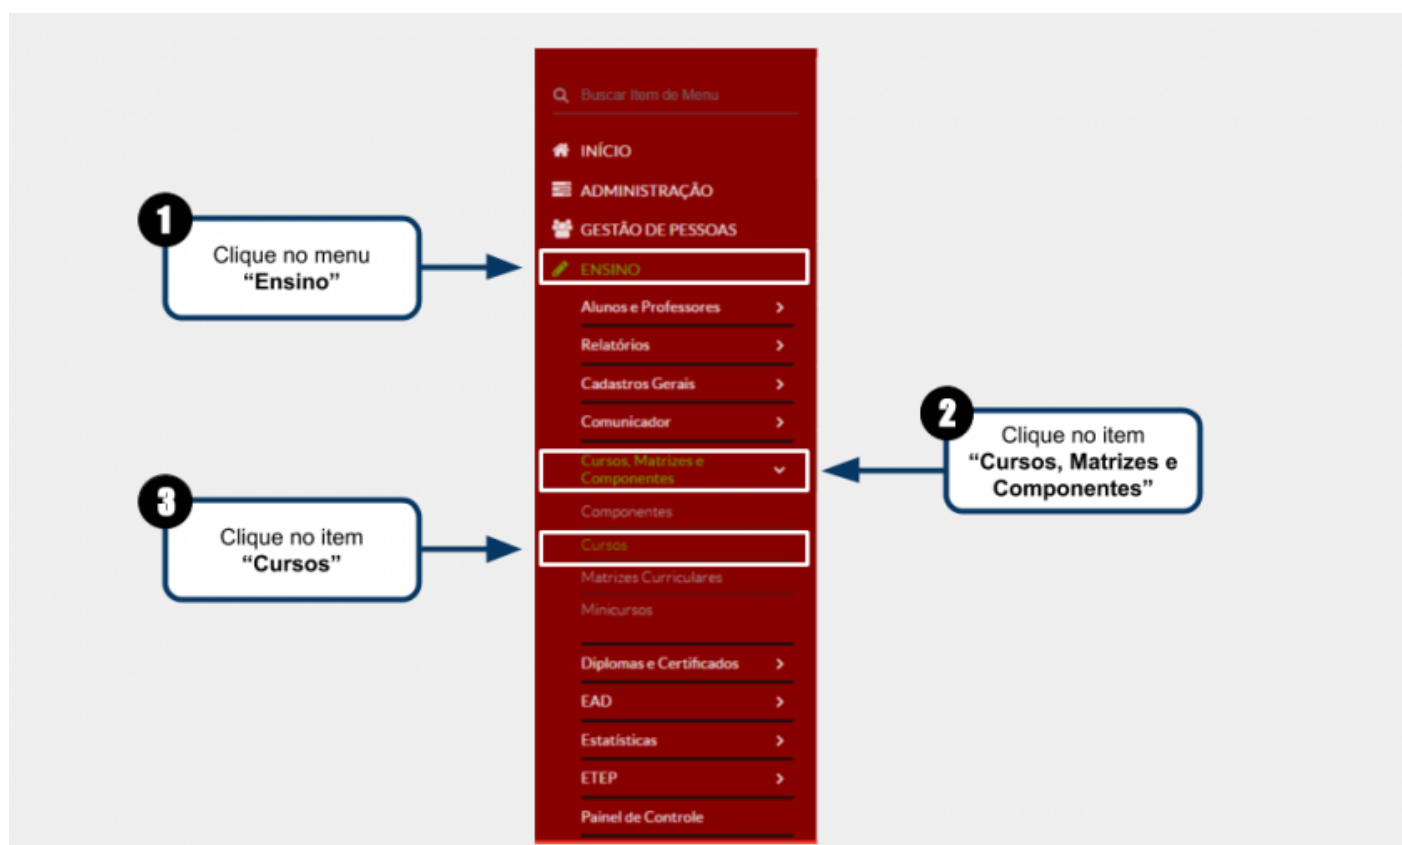 Buscar Item de Menu
INÍCIO
ADMINISTRAÇÃO
GESTÃO DE PESSOAS
1
Clique no menu
“Ensino”
ENSINO
Alunos e Professores
Relatórios
Cadastros Gerais
Comunicador
2
Clique no item
“Cursos, Matrizes e
Componentes”
Cursos, Matrizes e
Componentes
Componentes
3
Clique no item
“Cursos”
Cursos
Matrizes Curriculares
Minicursos
Diplomas e Certificados
EAD
Estatísticas
ETEP
Painel de Controle